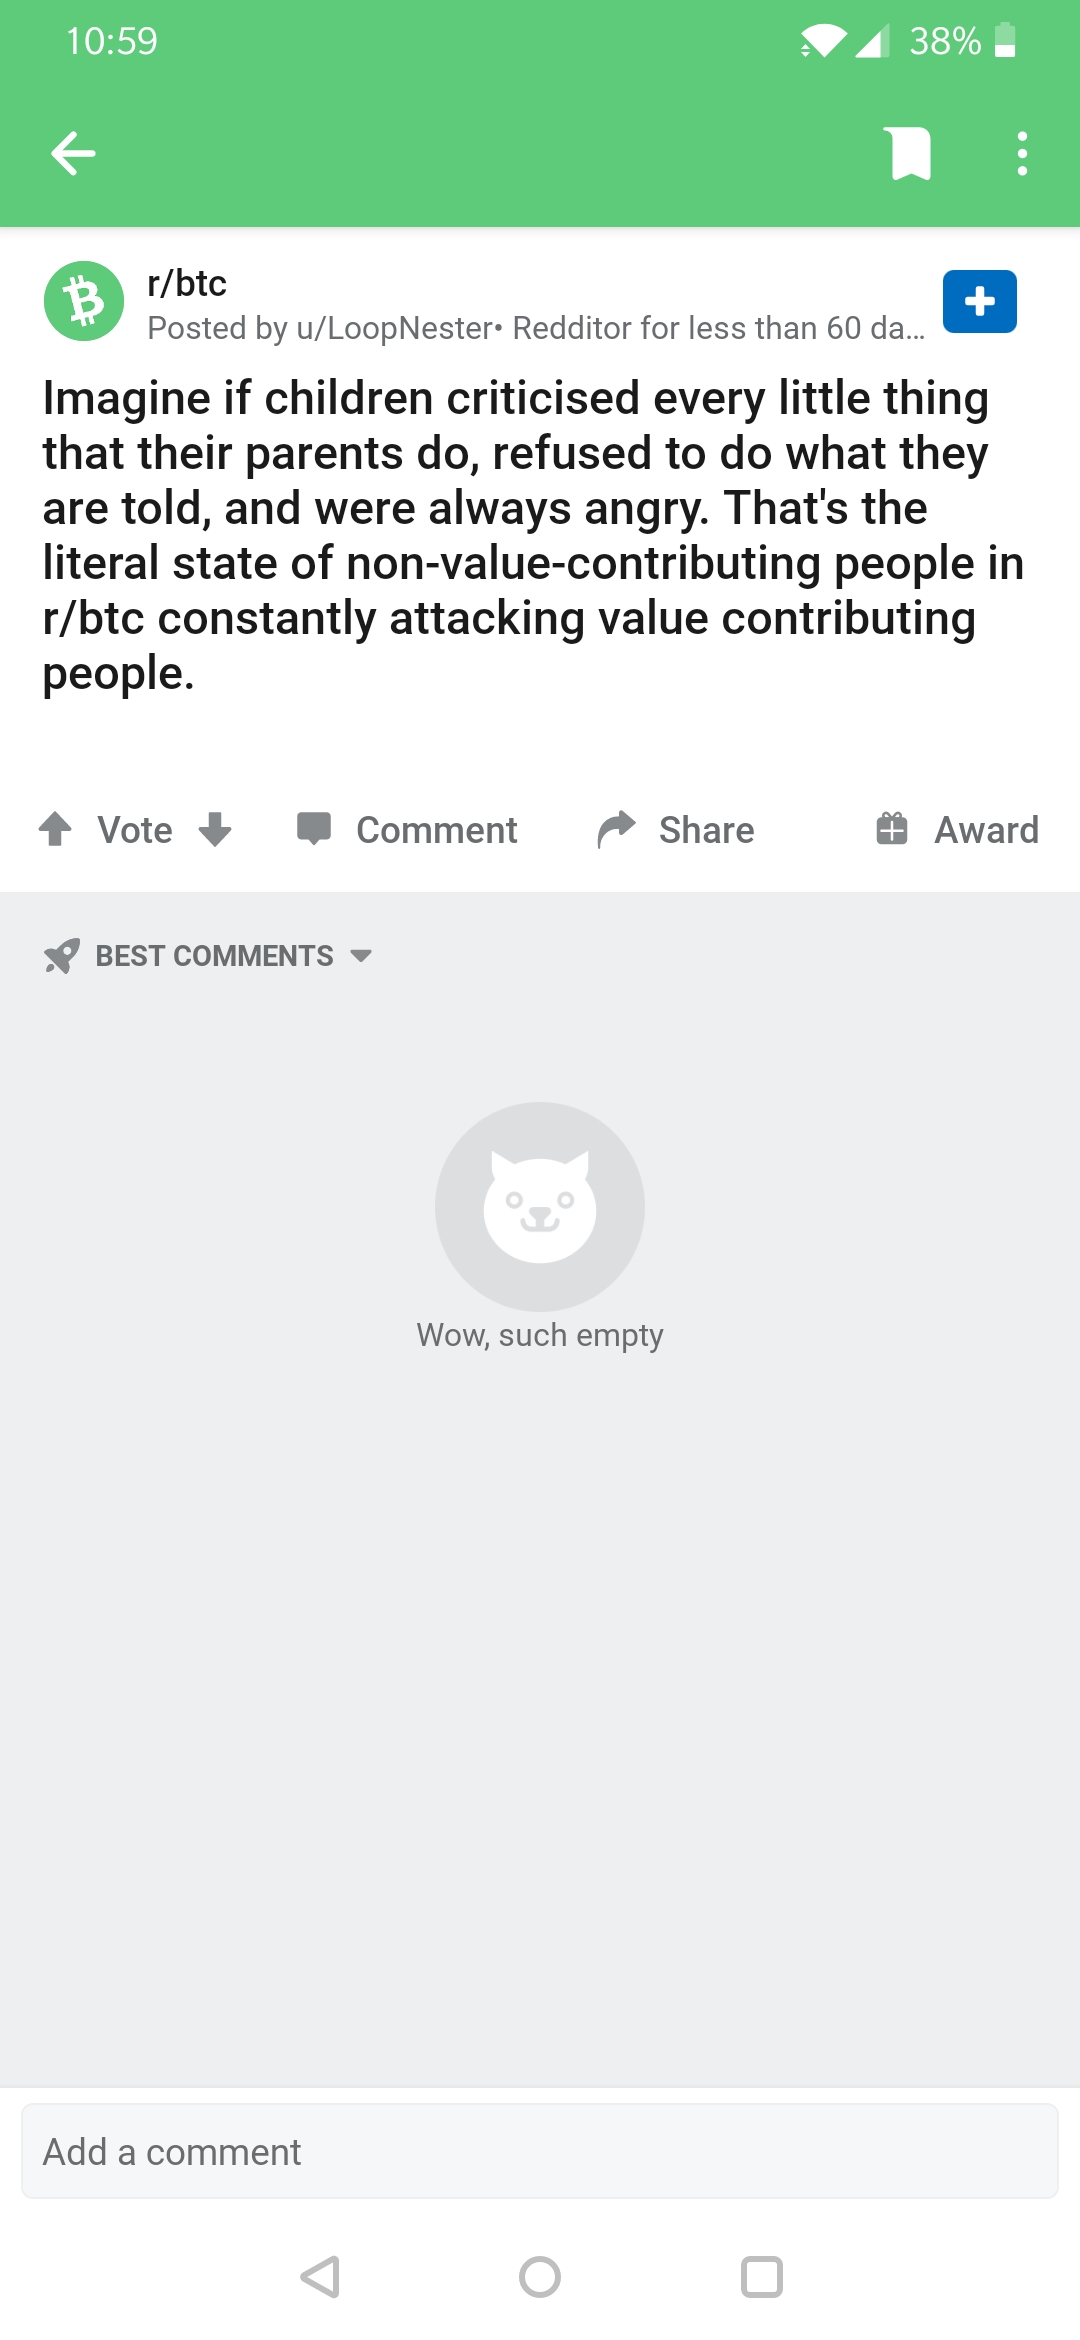 10:59
38%
r/btc
Posted by u/LoopNester• Redditor for less than 60 da...
Imagine if children criticised every little thing
that their parents do, refused to do what they
are told, and were always angry. That's the
literal state of non-value-contributing people in
r/btc constantly attacking value contributing
people.
Vote
Comment
Share
Award
BEST COMMENTS
Wow, such empty
Add a comment